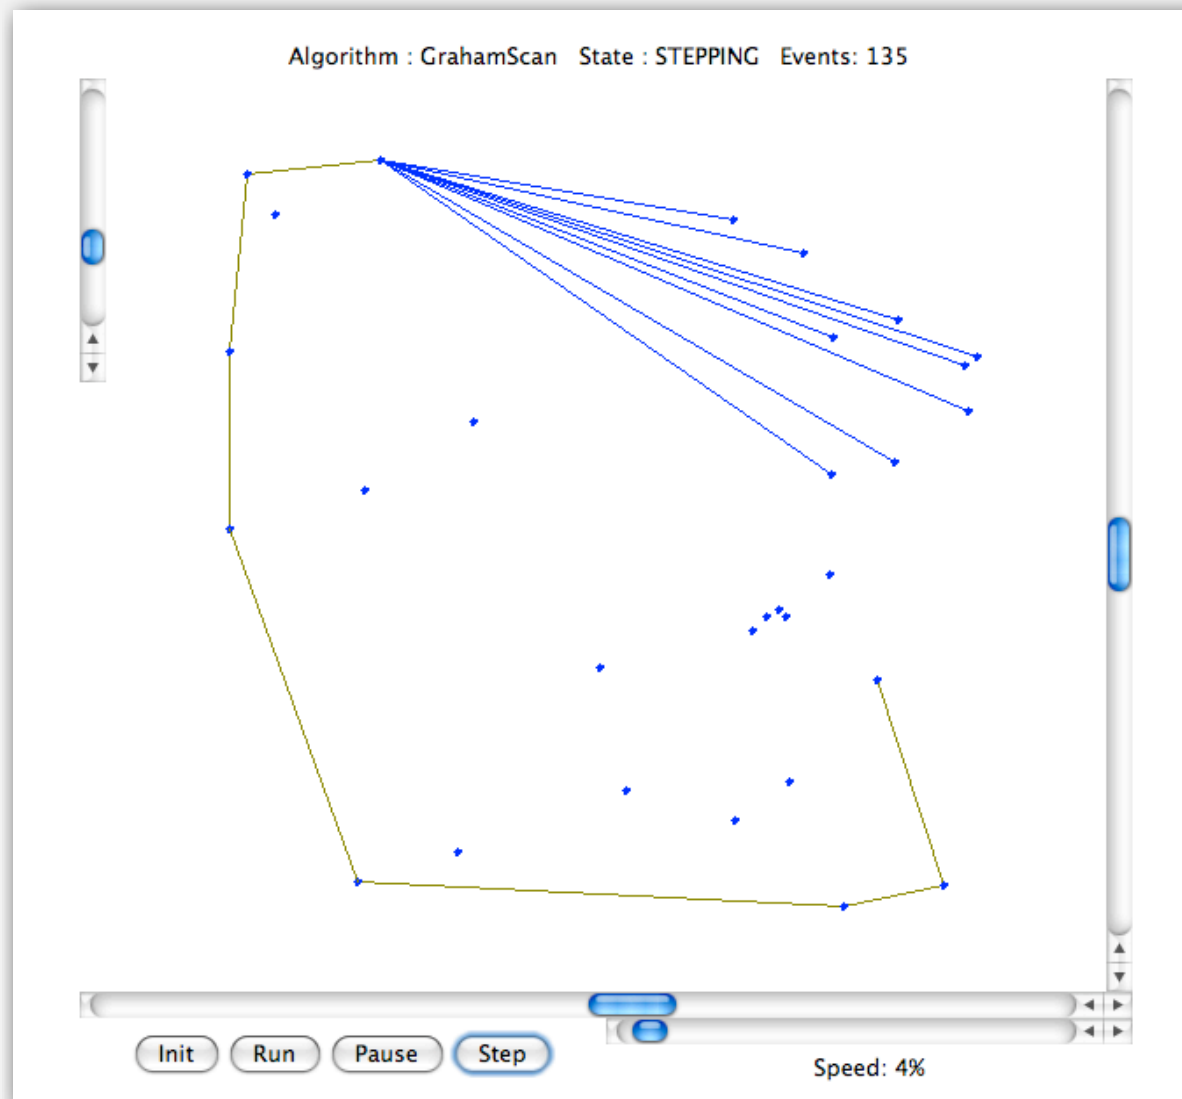 Algorithm : GrahamScan State : STEPPING Events: 135
Init Run Pause Step
Speed: 4%